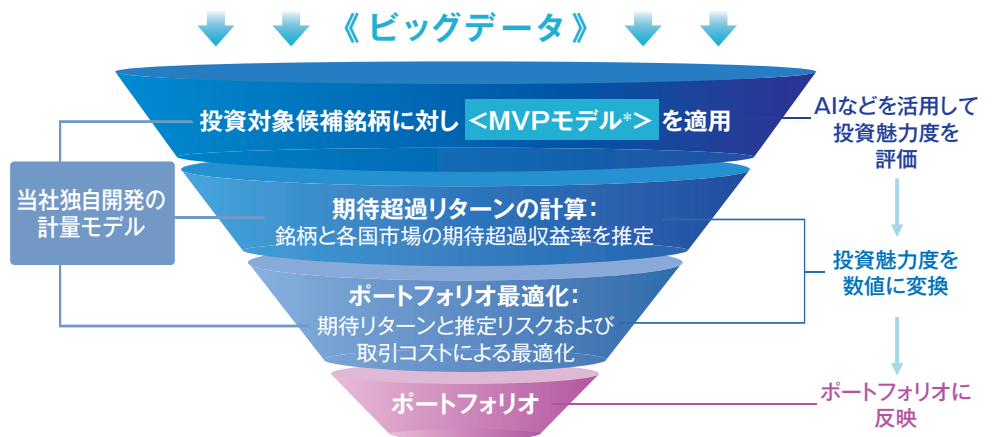 《ビッグデータ》
投資対象候補銘柄に対し <MVPモデル*> を適用
AIなどを活用して
投資魅力度を
評価
当社独自開発の
計量モデル
期待超過リターンの計算：
銘柄と各国市場の期待超過収益率を推定
投資魅力度を
数値に変換
ポートフォリオ最適化：
期待リターンと推定リスクおよび
取引コストによる最適化
ポートフォリオ
ポートフォリオに
反映